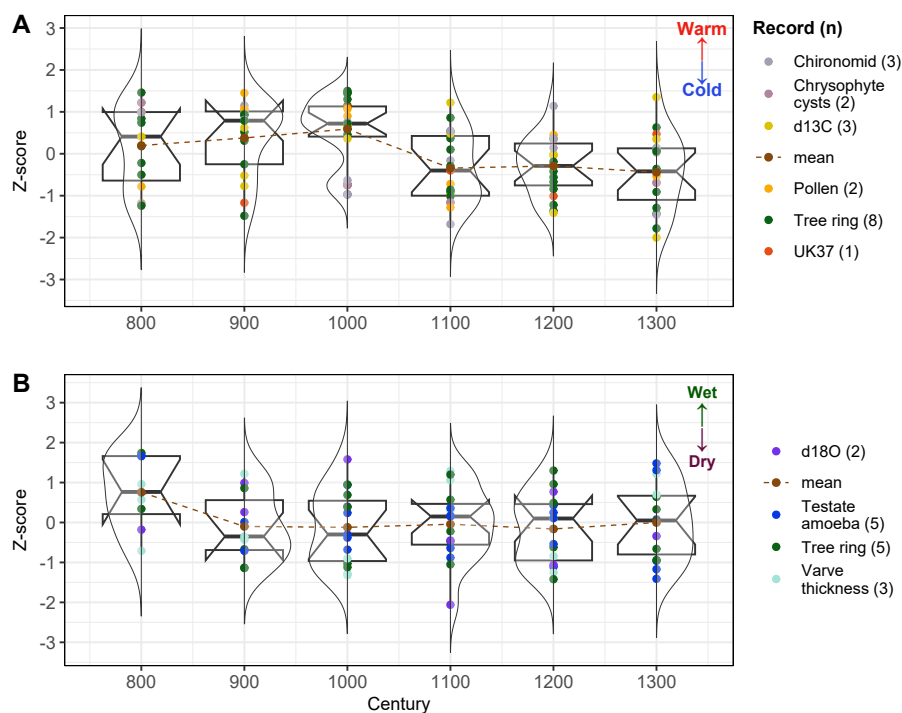 A
Z-score
3
2
1
0
-1
-2
-3
800
900
1000
1100
1200
1300
Warm
Cold
Record (n)
Chironomid (3)
Chrysophyte
cysts (2)
d13C (3)
mean
Pollen (2)
Tree ring (8)
UK37 (1)
B
Z-score
3
2
1
0
-1
-2
-3
800
900
1000
1100
1200
1300
Century
Wet
Dry
d18O (2)
mean
Testate
amoeba (5)
Tree ring (5)
Varve
thickness (3)